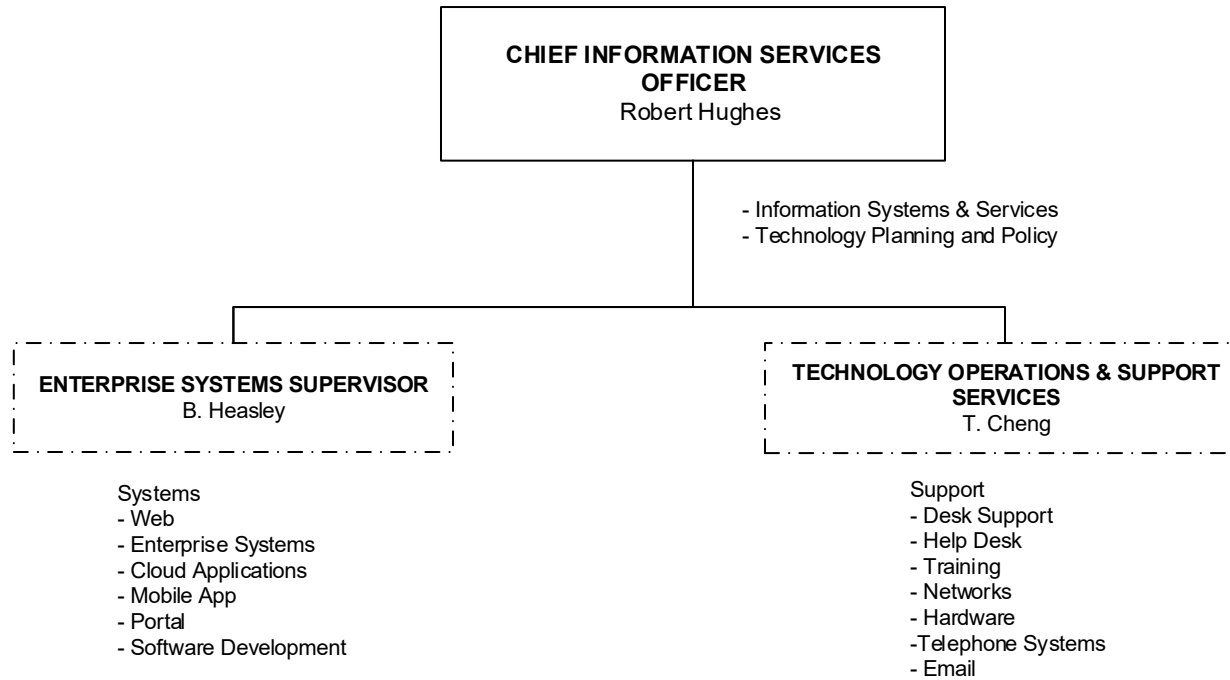 CHIEF INFORMATION SERVICES
OFFICER
Robert Hughes
- Information Systems & Services
- Technology Planning and Policy
ENTERPRISE SYSTEMS SUPERVISOR
B. Heasley
TECHNOLOGY OPERATIONS & SUPPORT
SERVICES
T. Cheng
Systems
- Web
- Enterprise Systems
- Cloud Applications
- Mobile App
- Portal
- Software Development
Support
- Desk Support
- Help Desk
- Training
- Networks
- Hardware
-Telephone Systems
- Email